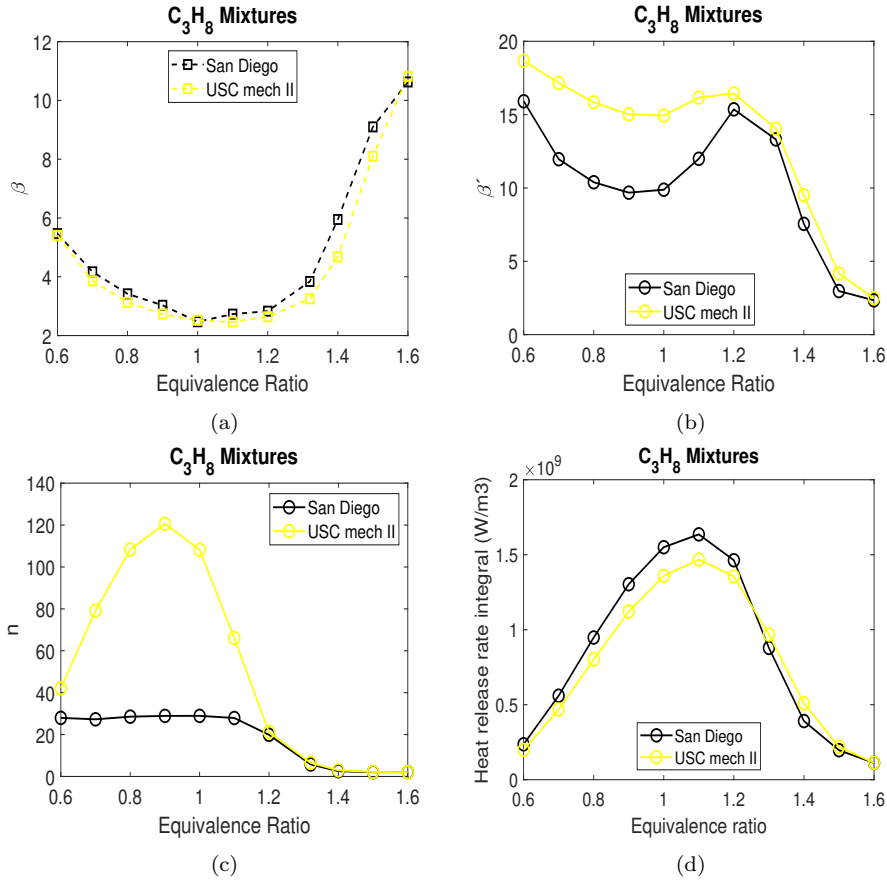 C3H8 Mixtures
12
10
8
6
4
2
β
San Diego
USC mech II
0.6 0.8 1 1.2 1.4 1.6
Equivalence Ratio
(a)
C3H8 Mixtures
20
15
10
5
0
β´
San Diego
USC mech II
0.6 0.8 1 1.2 1.4 1.6
Equivalence Ratio
(b)
C3H8 Mixtures
140
120
100
80
60
40
20
0
n
San Diego
USC mech II
0.6 0.8 1 1.2 1.4 1.6
Equivalence Ratio
(c)
C3H8 Mixtures
×10^9
2
1.5
1
0.5
0
Heat release rate integral (W/m3)
San Diego
USC mech II
0.6 0.8 1 1.2 1.4 1.6
Equivalence ratio
(d)